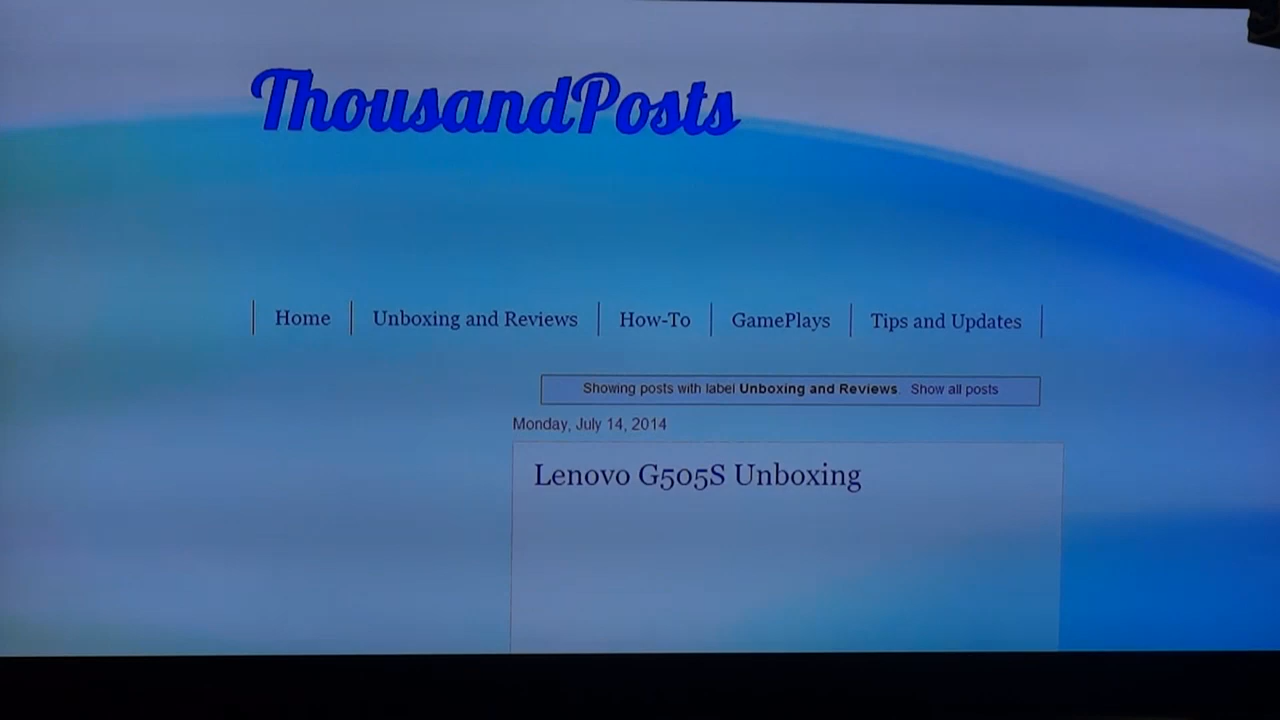 ThousandPosts
Home Unboxing and Reviews How-To GamePlays Tips and Updates
Showing posts with label Unboxing and Reviews. Show all posts
Monday, July 14, 2014
Lenovo G505S Unboxing